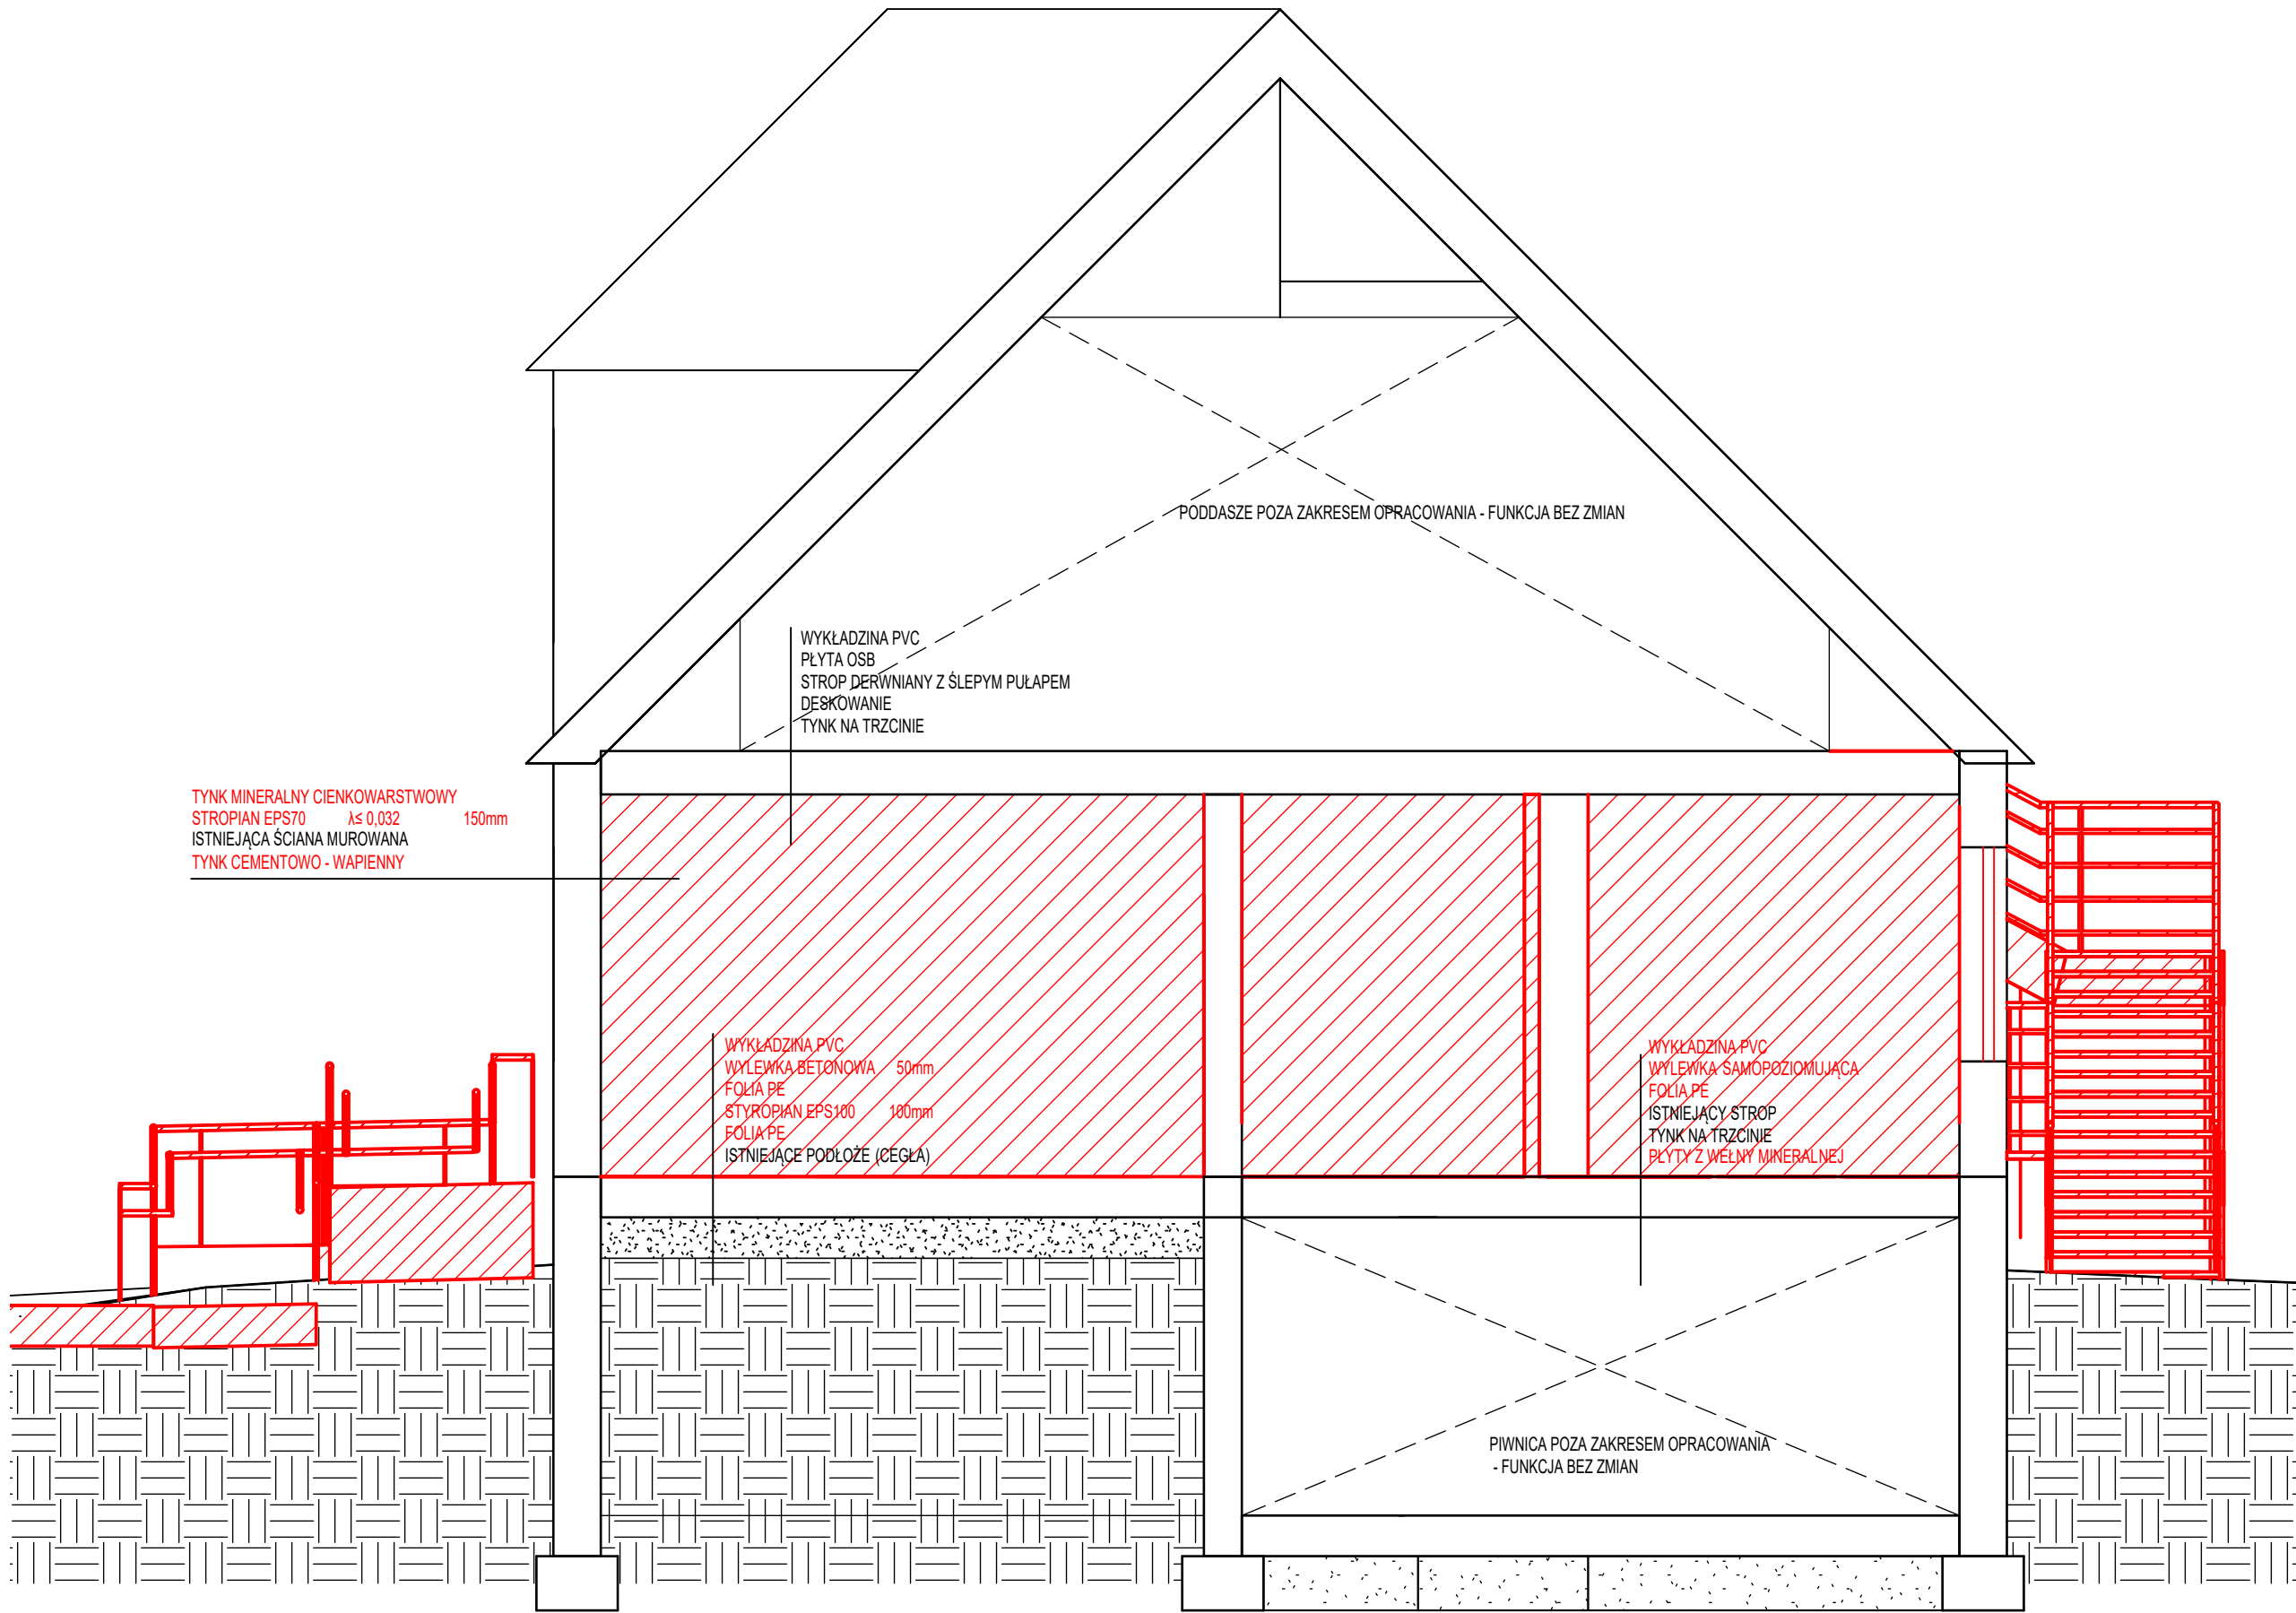 PODDASZE POZA ZAKRESEM OPRACOWANIA - FUNKCJA BEZ ZMIAN
WYKŁADZINA PVC
PŁYTA OSB
STROP DERWNIANY Z ŚLEPYM PUŁAPEM
DESKOWANIE
TYNK NA TRZCINIE
TYNK MINERALNY CIENKOWARSTWOWY
STROPIAN EPS70 λ≤ 0,032 150mm
ISTNIEJĄCA ŚCIANA MUROWANA
TYNK CEMENTOWO - WAPIENNY
WYKŁADZINA PVC
WYLEWKA BETONOWA 50mm
FOLIA PE
STYROPIAN EPS100 100mm
FOLIA PE
ISTNIEJĄCE PODŁOŻE (CEGŁA)
WYKŁADZINA PVC
WYLEWKA SAMOPOZIOMUJĄCA
FOLIA PE
ISTNIEJĄCY STROP
TYNK NA TRZCINIE
PŁYTY Z WEŁNY MINERALNEJ
PIWNICA POZA ZAKRESEM OPRACOWANIA
- FUNKCJA BEZ ZMIAN